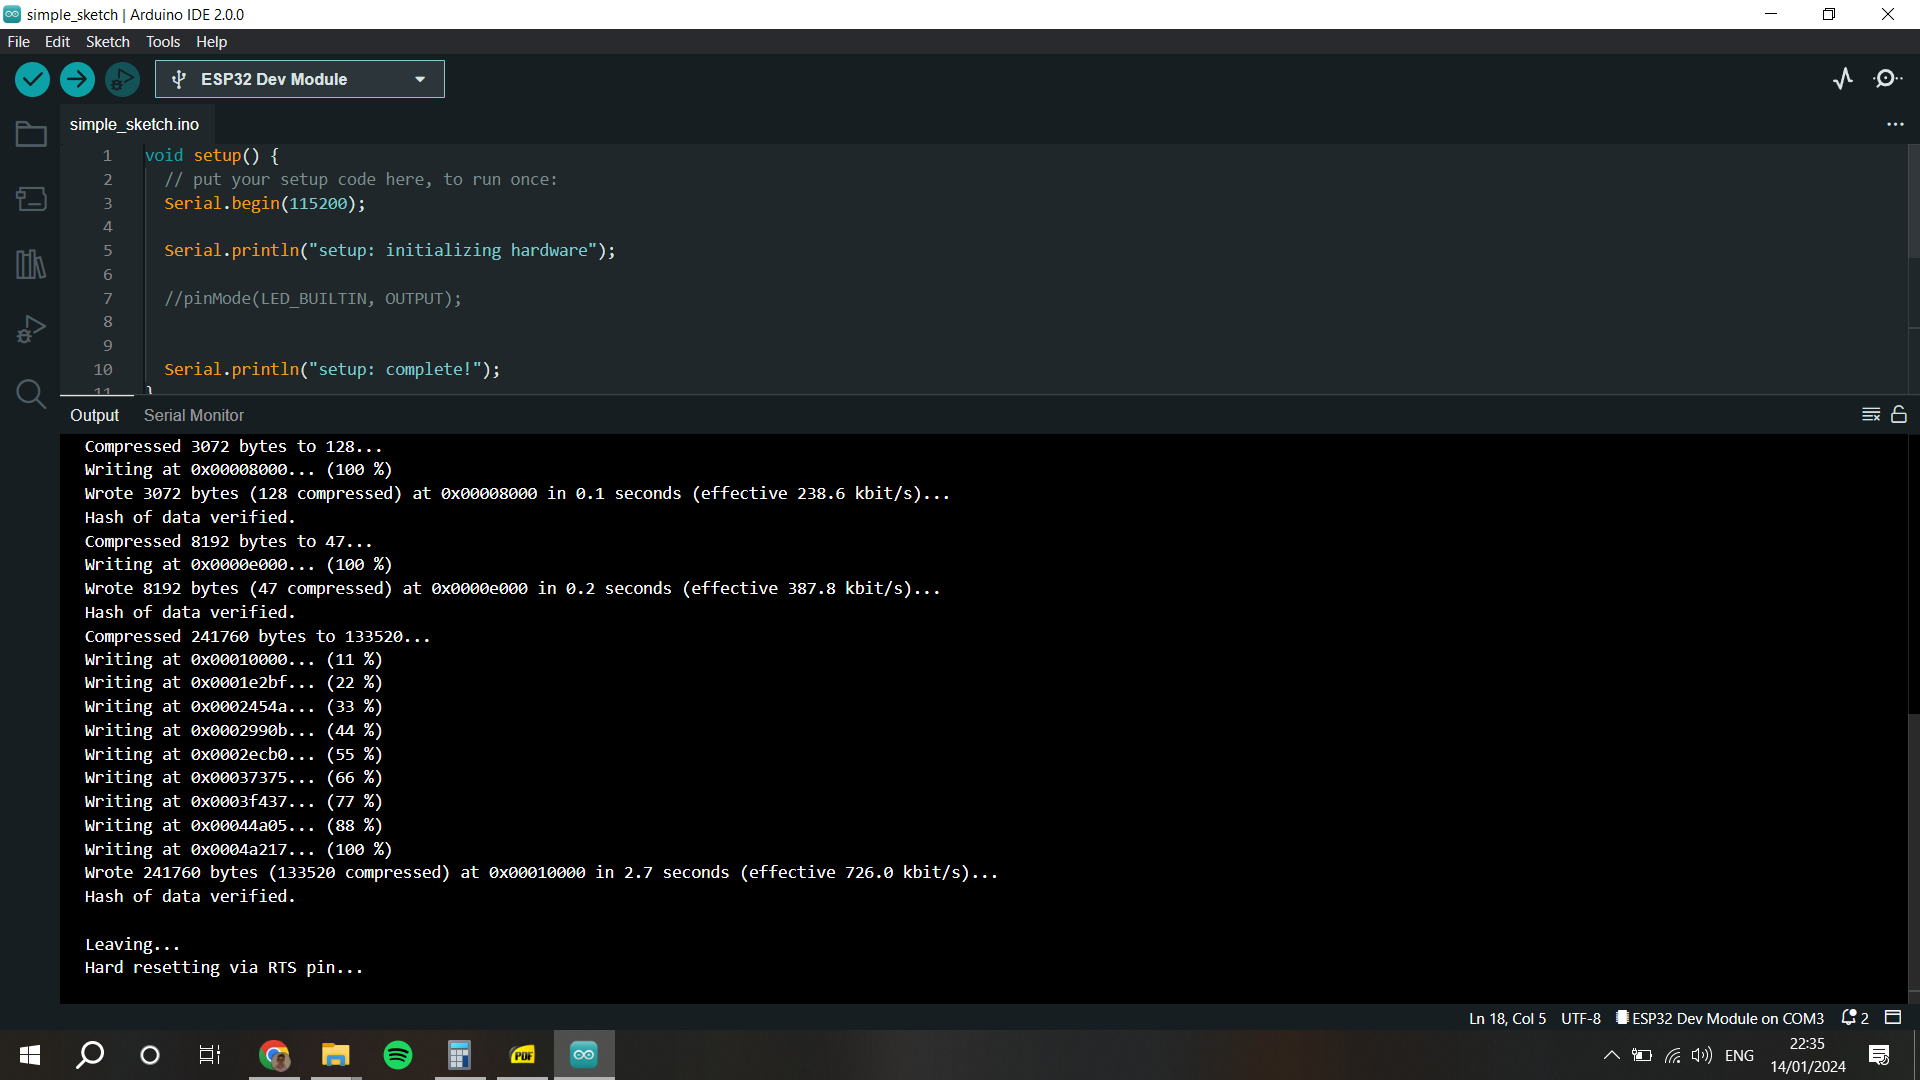 simple_sketch | Arduino IDE 2.0.0
File Edit Sketch Tools Help
ESP32 Dev Module
simple_sketch.ino
1 void setup() {
2 // put your setup code here, to run once:
3 Serial.begin(115200);
4
5 Serial.println("setup: initializing hardware");
6
7 //pinMode(LED_BUILTIN, OUTPUT);
8
9
10 Serial.println("setup: complete!");
11 }
Output Serial Monitor
Compressed 3072 bytes to 128...
Writing at 0x00008000... (100 %)
Wrote 3072 bytes (128 compressed) at 0x00008000 in 0.1 seconds (effective 238.6 kbit/s)...
Hash of data verified.
Compressed 8192 bytes to 47...
Writing at 0x0000e000... (100 %)
Wrote 8192 bytes (47 compressed) at 0x0000e000 in 0.2 seconds (effective 387.8 kbit/s)...
Hash of data verified.
Compressed 241760 bytes to 133520...
Writing at 0x00010000... (11 %)
Writing at 0x0001e2bf... (22 %)
Writing at 0x0002454a... (33 %)
Writing at 0x0002990b... (44 %)
Writing at 0x0002ecb0... (55 %)
Writing at 0x00037375... (66 %)
Writing at 0x0003f437... (77 %)
Writing at 0x00044a05... (88 %)
Writing at 0x0004a217... (100 %)
Wrote 241760 bytes (133520 compressed) at 0x00010000 in 2.7 seconds (effective 726.0 kbit/s)...
Hash of data verified.
Leaving...
Hard resetting via RTS pin...
Ln 18, Col 5 UTF-8 ESP32 Dev Module on COM3 2
PDF
ENG
22:35
14/01/2024